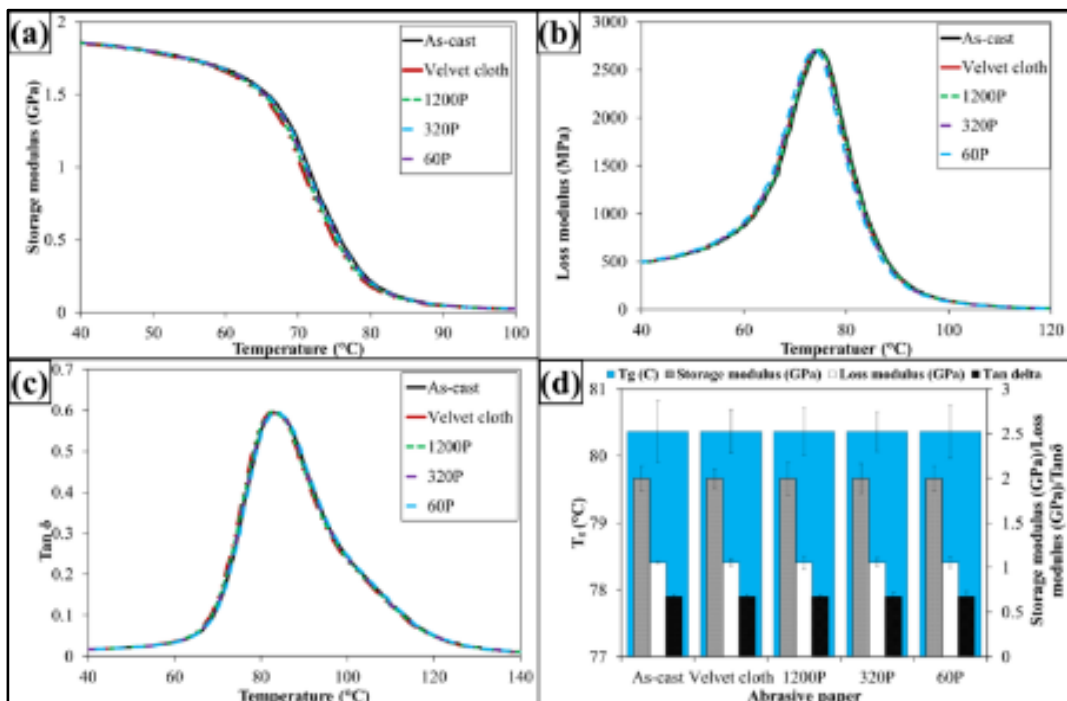 (a)
2
1.5
1
0.5
0
Storage modulus (GPa)
As-cast
Velvet cloth
1200P
320P
60P
40 50 60 70 80 90 100
Temperature (°C)
(b)
3000
2500
2000
1500
1000
500
0
Loss modulus (MPa)
As-cast
Velvet cloth
1200P
320P
60P
40 60 80 100 120
Temperatuer (°C)
(c)
0.7
0.6
0.5
0.4
0.3
0.2
0.1
0
Tan δ
As-cast
Velvet cloth
1200P
320P
60P
40 60 80 100 120 140
Temperature (°C)
(d)
Tg (C) Storage modulus (GPa) Loss modulus (GPa) Tan delta
81
80
79
78
77
Tg (°C)
3
2.5
2
1.5
1
0.5
0
Storage modulus (GPa)/Loss
modulus (GPa)/Tanδ
As-cast Velvet cloth 1200P 320P 60P
Abrasive paper